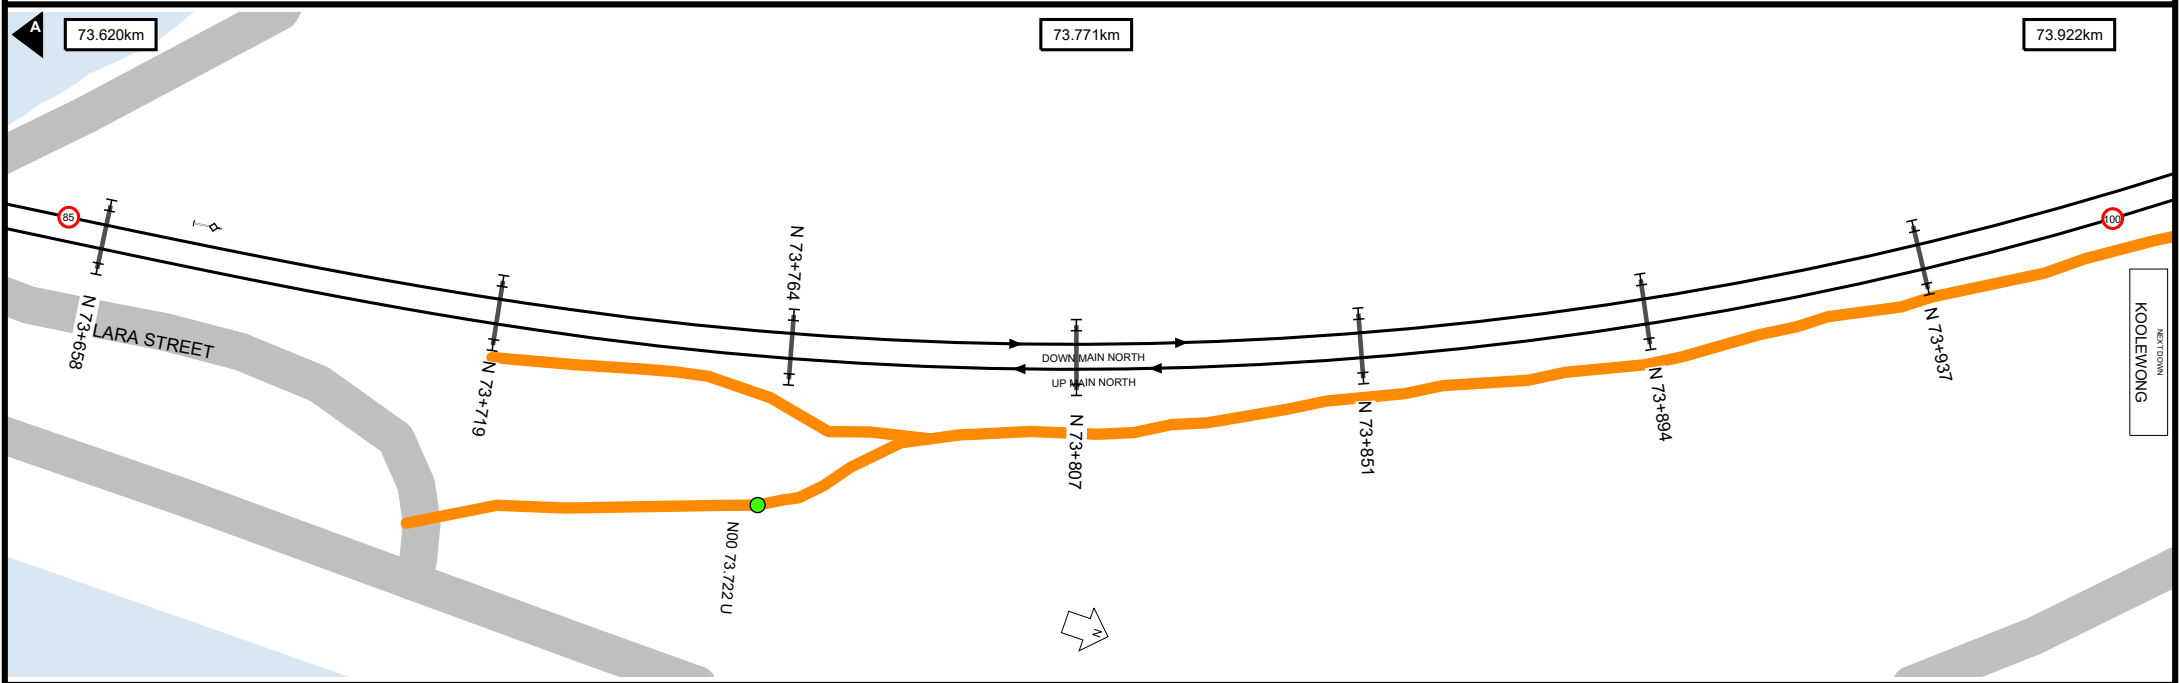 A
73.620km
73.771km
73.922km
85
100
N 73+658
LARA STREET
N 73+719
N 73+764
DOWN MAIN NORTH
UP MAIN NORTH
N 73+807
N 73+851
N 73+894
N 73+937
NEXT DOWN
KOOLEWONG
N00 73.722 U
N